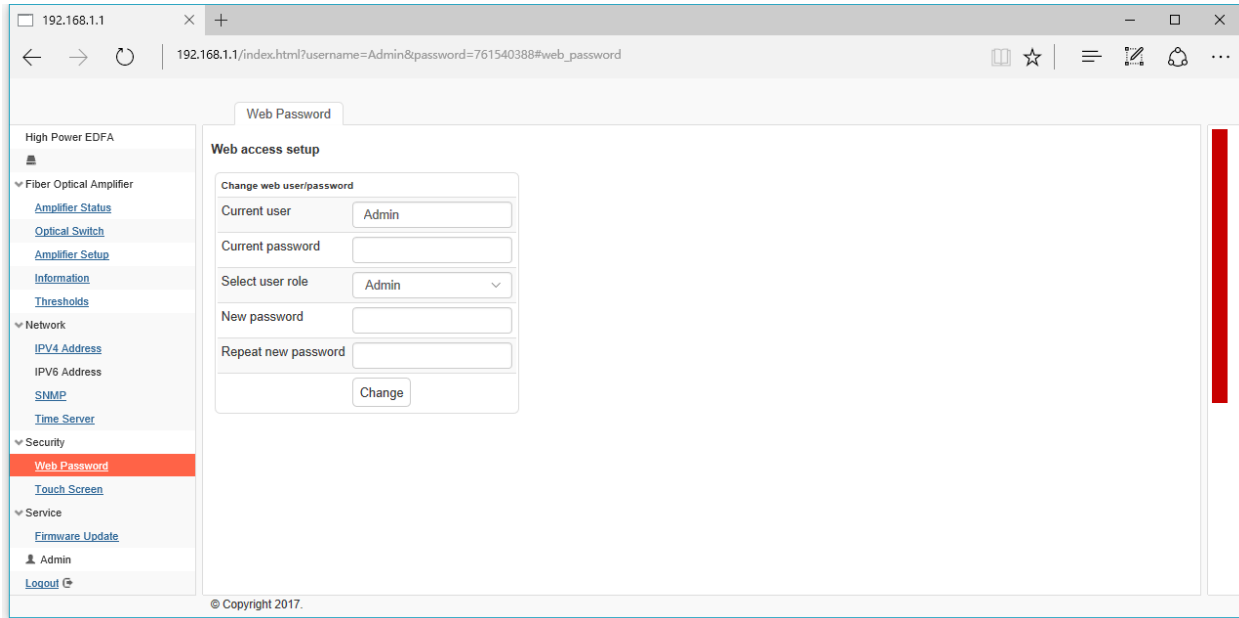 192.168.1.1
192.168.1.1/index.html?username=Admin&password=761540388#web_password
Web Password
High Power EDFA
Fiber Optical Amplifier
Amplifier Status
Optical Switch
Amplifier Setup
Information
Thresholds
Network
IPV4 Address
IPV6 Address
SNMP
Time Server
Security
Web Password
Touch Screen
Service
Firmware Update
Admin
Logout
Web access setup
Change web user/password
Current user Admin
Current password
Select user role Admin
New password
Repeat new password
Change
© Copyright 2017.